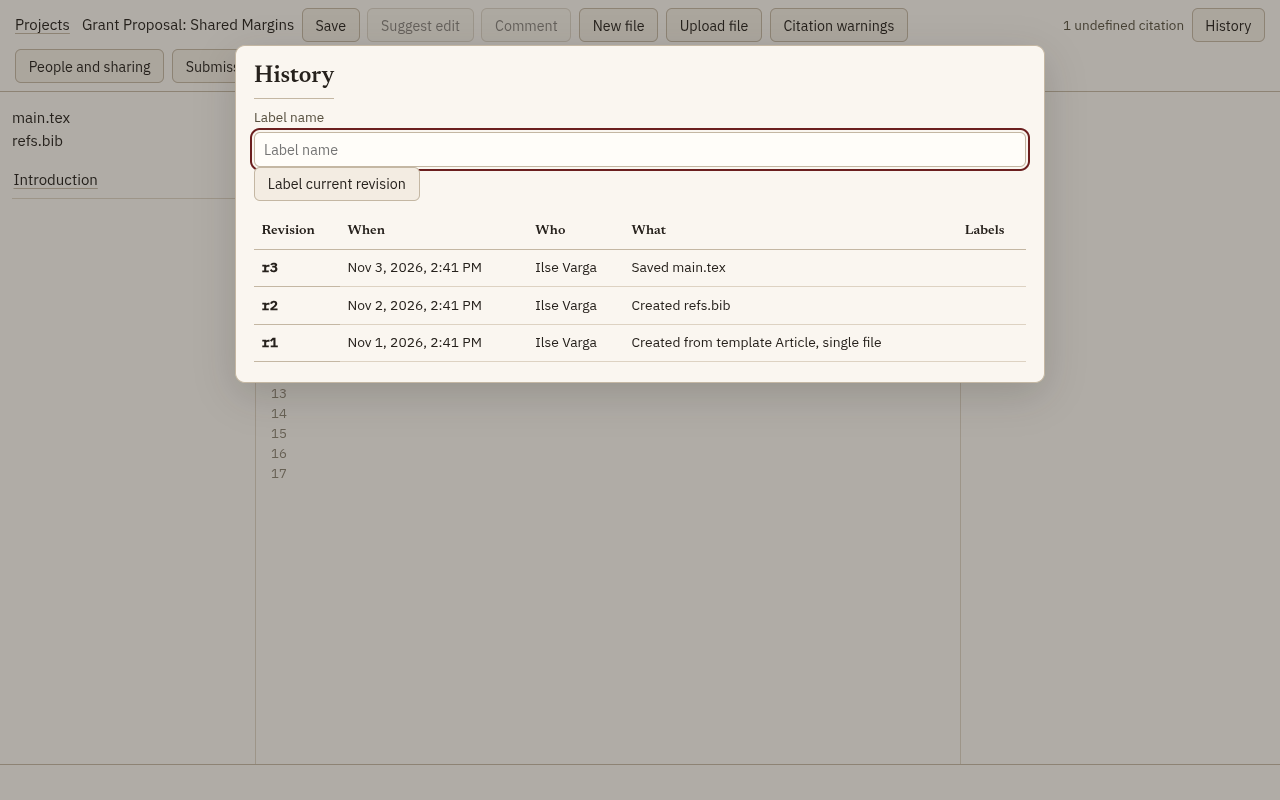 Projects Grant Proposal: Shared Margins Save Suggest edit Comment New file Upload file Citation warnings 1 undefined citation History
People and sharing
History
Label name
Label name
Label current revision
main.tex
refs.bib
Introduction
Revision When Who What Labels
r3 Nov 3, 2026, 2:41 PM Ilse Varga Saved main.tex
r2 Nov 2, 2026, 2:41 PM Ilse Varga Created refs.bib
r1 Nov 1, 2026, 2:41 PM Ilse Varga Created from template Article, single file
13
14
15
16
17